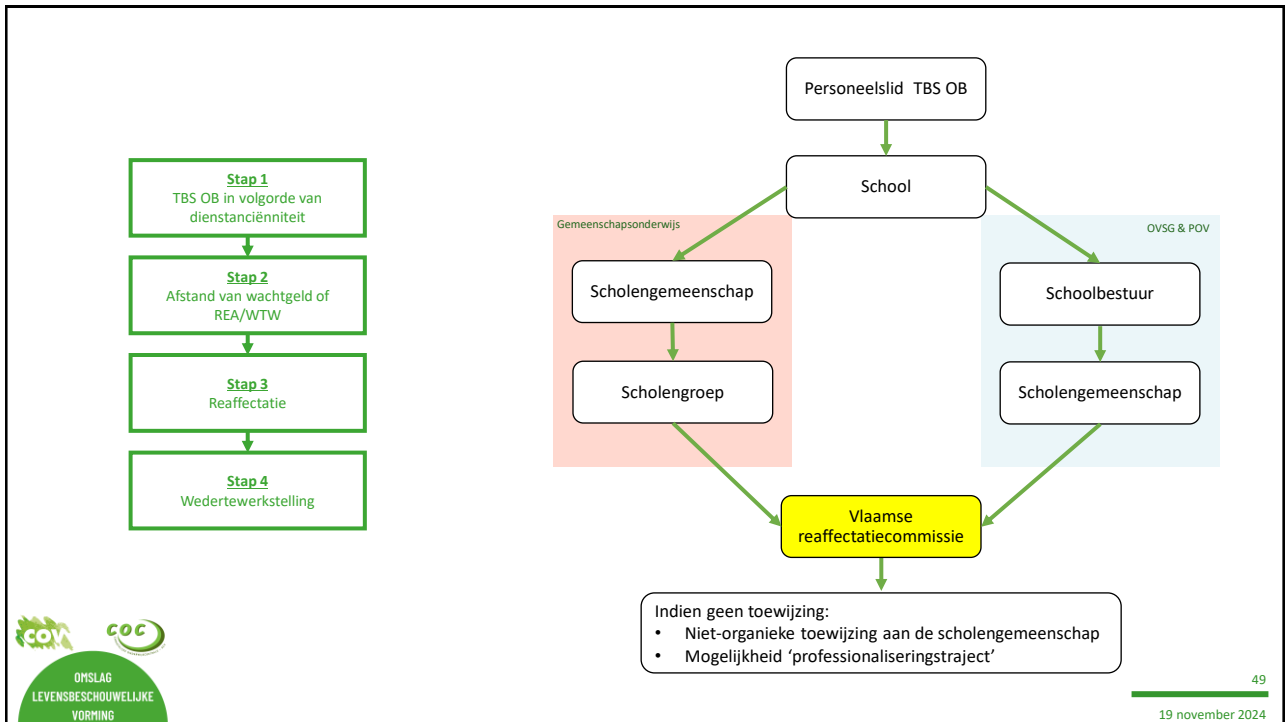 Stap 1
TBS OB in volgorde van
dienstanciënniteit
Stap 2
Afstand van wachtgeld of
REA/WTW
Stap 3
Reaffectatie
Stap 4
Wedertewerkstelling
Personeelslid TBS OB
School
Gemeenschapsonderwijs
Scholengemeenschap
Scholengroep
OVSG & POV
Schoolbestuur
Scholengemeenschap
Vlaamse
reaffectatiecommissie
Indien geen toewijzing:
• Niet-organieke toewijzing aan de scholengemeenschap
• Mogelijkheid ‘professionaliseringstraject’
COV
COC
OMSLAG
LEVENSBESCHOUWELIJKE
VORMING
49
19 november 2024